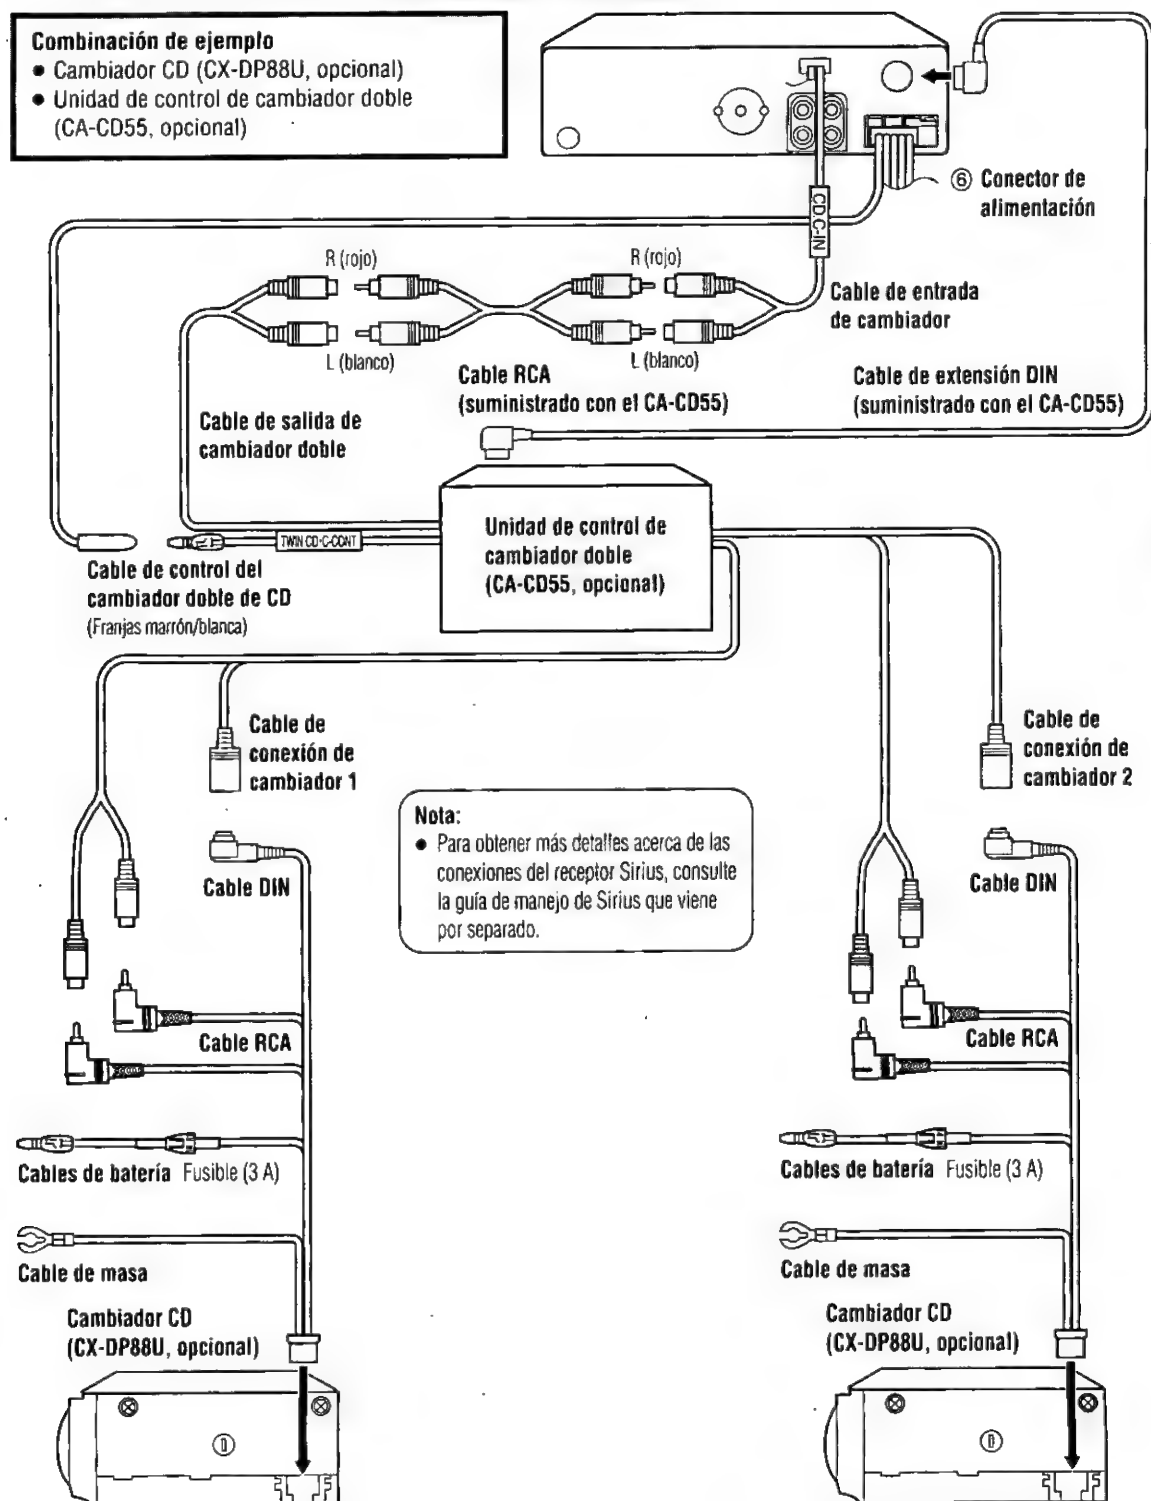 Combinación de ejemplo
● Cambiador CD (CX-DP88U, opcional)
● Unidad de control de cambiador doble
(CA-CD55, opcional)
⑥ Conector de
alimentación
CD·C-IN
R (rojo)
R (rojo)
Cable de entrada
de cambiador
L (blanco)
L (blanco)
Cable RCA
(suministrado con el CA-CD55)
Cable de extensión DIN
(suministrado con el CA-CD55)
Cable de salida de
cambiador doble
TWIN CD·C-CONT
Unidad de control de
cambiador doble
(CA-CD55, opcional)
Cable de control del
cambiador doble de CD
(Franjas marrón/blanca)
Cable de
conexión de
cambiador 1
Cable de
conexión de
cambiador 2
Nota:
● Para obtener más detalles acerca de las
conexiones del receptor Sirius, consulte
la guía de manejo de Sirius que viene
por separado.
Cable DIN
Cable DIN
Cable RCA
Cable RCA
Cables de batería Fusible (3 A)
Cables de batería Fusible (3 A)
Cable de masa
Cable de masa
Cambiador CD
(CX-DP88U, opcional)
Cambiador CD
(CX-DP88U, opcional)